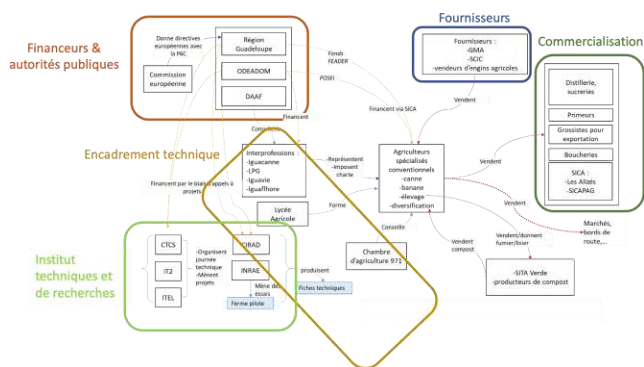 Financeurs &
autorités publiques
Donne directives
européennes avec
la PAC
Commission
européenne
Région
Guadeloupe
ODEADOM
DAAF
Fonds
FEADER
POSEI
Financent via SICA
Financent
Fournisseurs
Fournisseurs :
-GMA
-SCIC
-vendeurs d'engins agricoles
Vendent
Commercialisation
Distillerie,
sucreries
Primeurs
Grossistes pour
exportation
Boucheries
SICA :
- Les Alizés
- SICAPAG
Encadrement technique
Interprofessions :
-Iguacanne
-LPG
-Iguavie
-Iguaflhore
-Représentent
-imposent
charte
Agriculteurs
spécialisés
conventionnels
- canne
- banane
- élevage
- diversification
Vendent
Vendent
Marchés,
bords de
route,...
Financent par le biais d'appels à
projets
Lycée
Agricole
Forme
Conseille
Chambre
d'agriculture 971
Vendent
compost
Vendent/donnent
fumier/lisier
-SITA Verde
-producteurs de compost
Institut
techniques et
de recherches
CTCS
IT2
ITEL
-Organisent
journée
technique
-Mènent
projets
CIRAD
INRAE
Mène des
essais
Ferme pilote
produisent
Fiches techniques